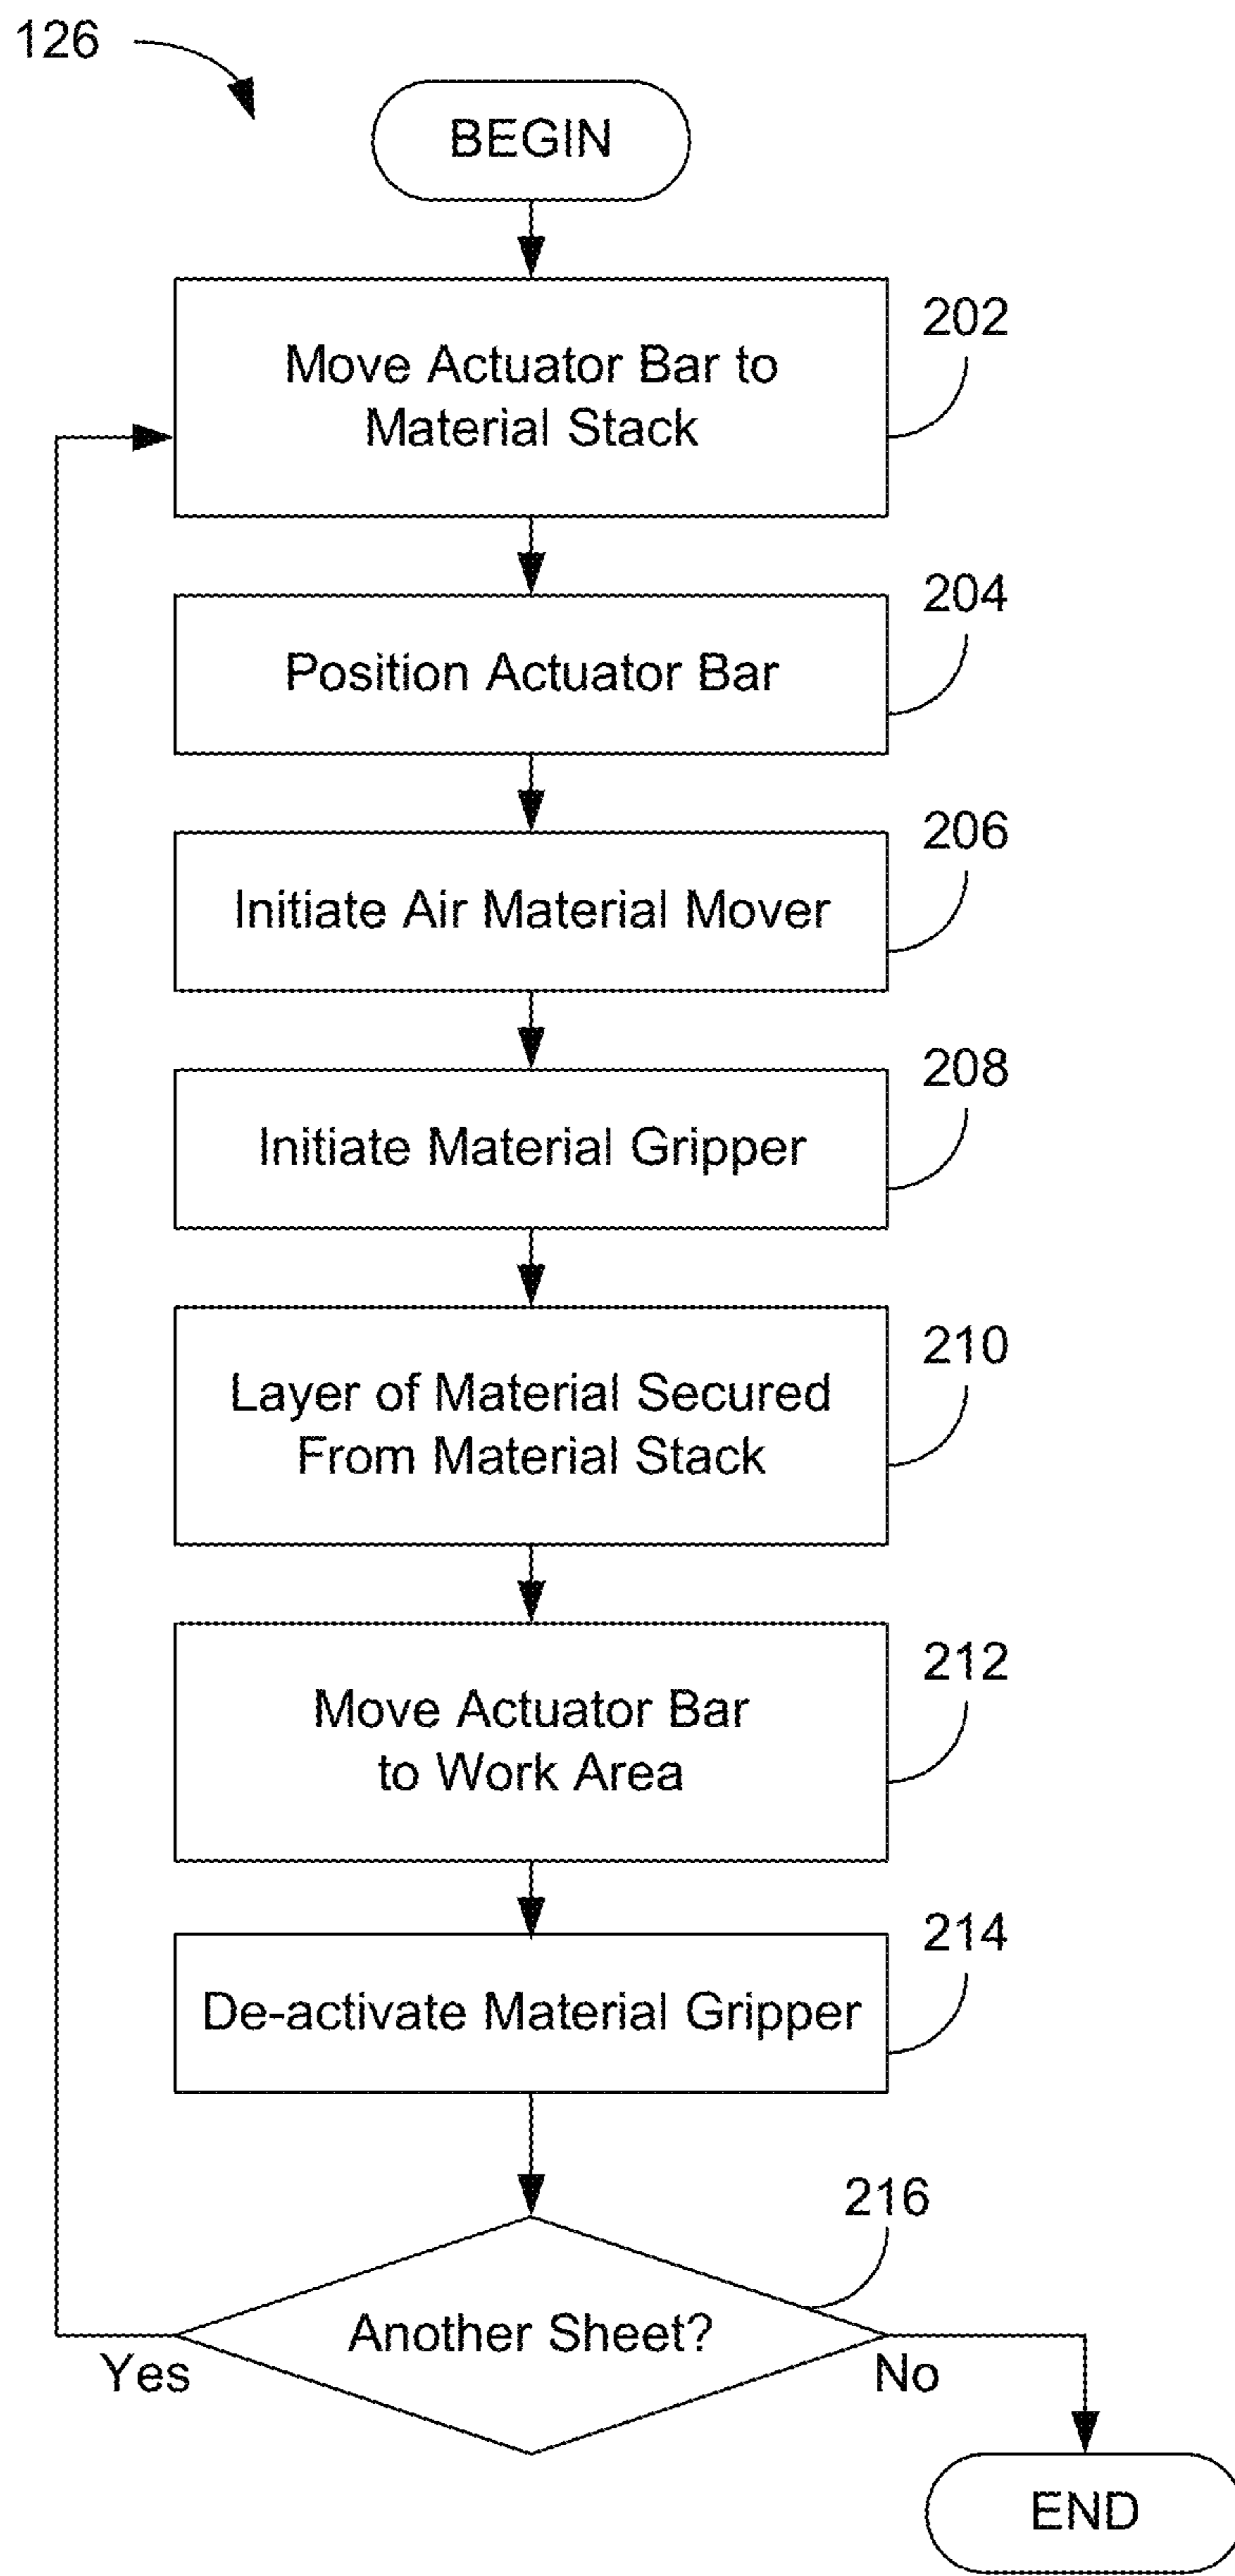 126
BEGIN
202
Move Actuator Bar to
Material Stack
204
Position Actuator Bar
206
Initiate Air Material Mover
208
Initiate Material Gripper
210
Layer of Material Secured
From Material Stack
212
Move Actuator Bar
to Work Area
214
De-activate Material Gripper
216
Another Sheet?
Yes
No
END